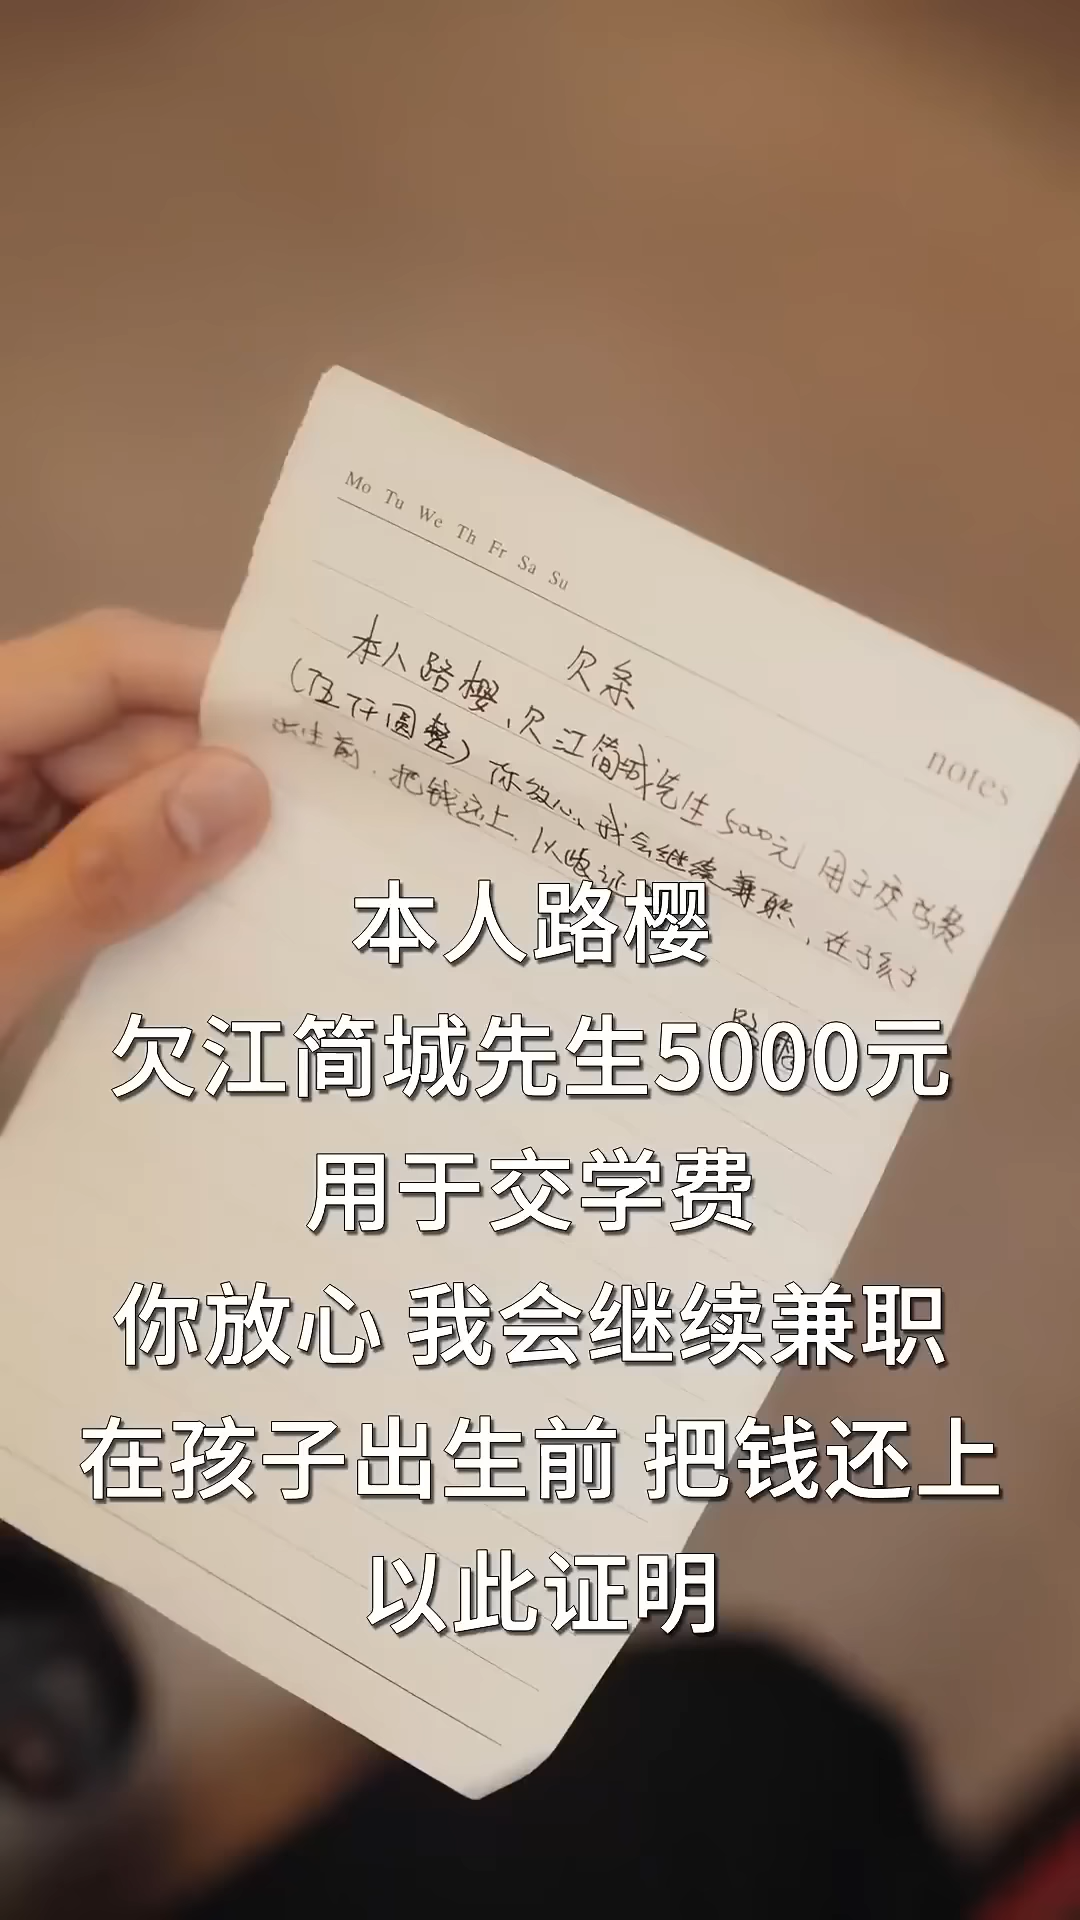 Mo Tu We Th Fr Sa Su
notes
欠条
本人路樱、欠江简城先生5000元 用于交学费
(伍仟圆整) 你放心、我会继续兼职、在孩子
出生前、把钱还上、以此证
路樱
本人路樱
欠江简城先生5000元
用于交学费
你放心 我会继续兼职
在孩子出生前 把钱还上
以此证明